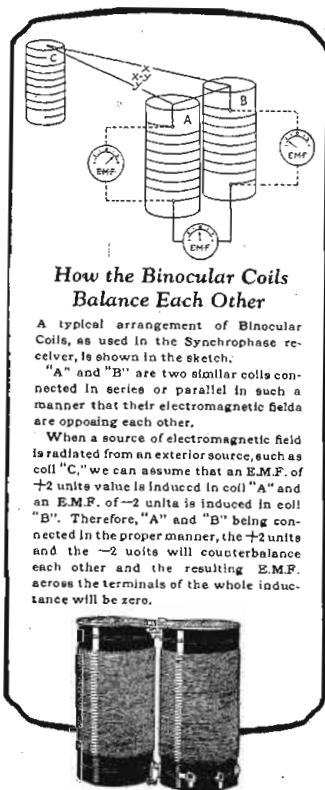 C
X
X
Y
Y
B
A
E.M.F.
E.M.F.
E.M.F.
How the Binocular Coils
Balance Each Other
A typical arrangement of Binocular
Coils, as used in the Synchrophase re-
ceiver, is shown in the sketch.
"A" and "B" are two similar coils con-
nected in series or parallel in such a
manner that their electromagnetic fields
are opposing each other.
When a source of electromagnetic field
is radiated from an exterior source, such as
coil "C," we can assume that an E.M.F. of
+2 units value is induced in coil "A" and
an E.M.F. of -2 units is induced in coil
"B". Therefore, "A" and "B" being con-
nected in the proper manner, the +2 units
and the -2 units will counterbalance
each other and the resulting E.M.F.
across the terminals of the whole induc-
tance will be zero.